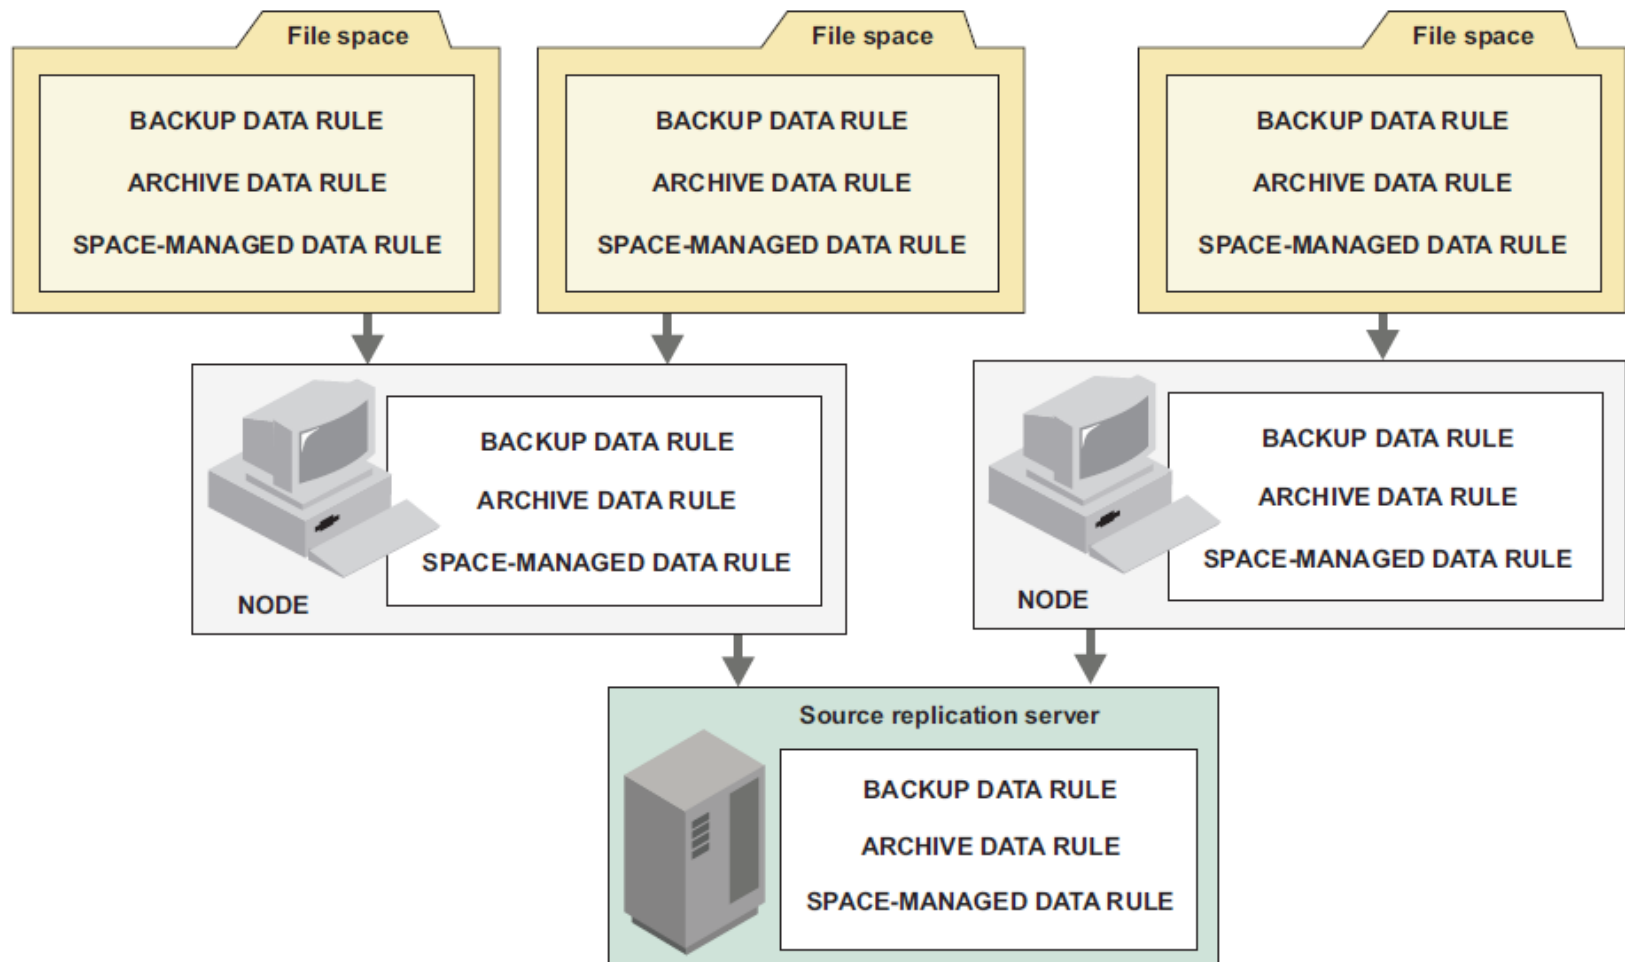 File space
File space
File space
BACKUP DATA RULE
ARCHIVE DATA RULE
SPACE-MANAGED DATA RULE
BACKUP DATA RULE
ARCHIVE DATA RULE
SPACE-MANAGED DATA RULE
BACKUP DATA RULE
ARCHIVE DATA RULE
SPACE-MANAGED DATA RULE
BACKUP DATA RULE
ARCHIVE DATA RULE
SPACE-MANAGED DATA RULE
NODE
BACKUP DATA RULE
ARCHIVE DATA RULE
SPACE-MANAGED DATA RULE
NODE
Source replication server
BACKUP DATA RULE
ARCHIVE DATA RULE
SPACE-MANAGED DATA RULE